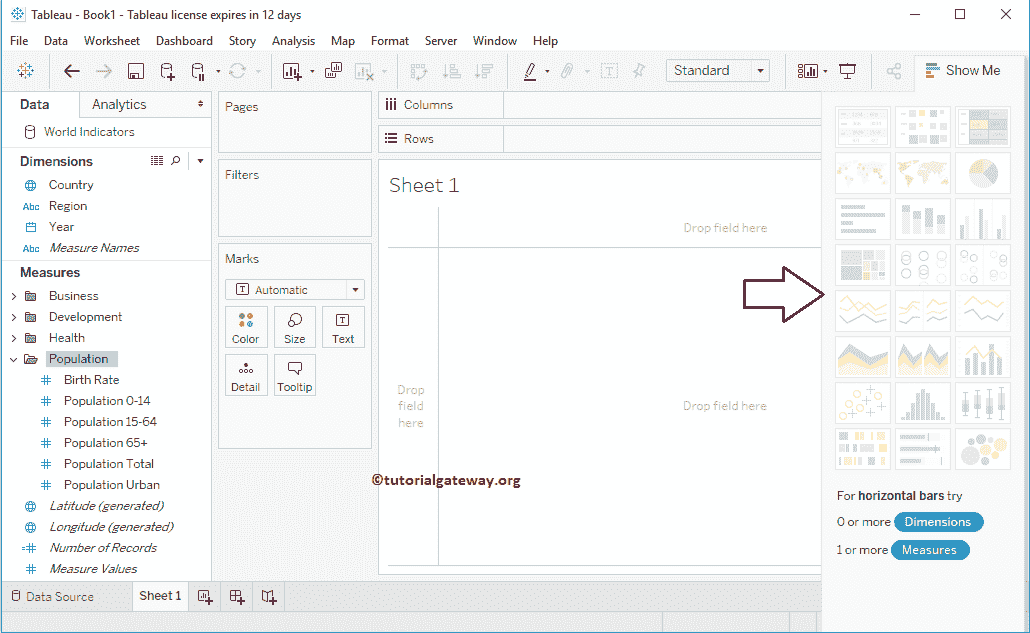 Tableau - Book1 - Tableau license expires in 12 days
File Data Worksheet Dashboard Story Analysis Map Format Server Window Help
Standard
Show Me
Data Analytics
World Indicators
Dimensions
Abc
Country
Region
Year
Abc
Measure Names
Measures
Business
Development
Health
Population
Birth Rate
Population 0-14
Population 15-64
Population 65+
Population Total
Population Urban
Latitude (generated)
Longitude (generated)
Number of Records
Measure Values
Pages
Filters
Marks
T Automatic
Color Size T Text
Detail Tooltip
Columns
Rows
Sheet 1
Drop field here
Drop
field
here
Drop field here
©tutorialgateway.org
For horizontal bars try
0 or more Dimensions
1 or more Measures
Data Source Sheet 1